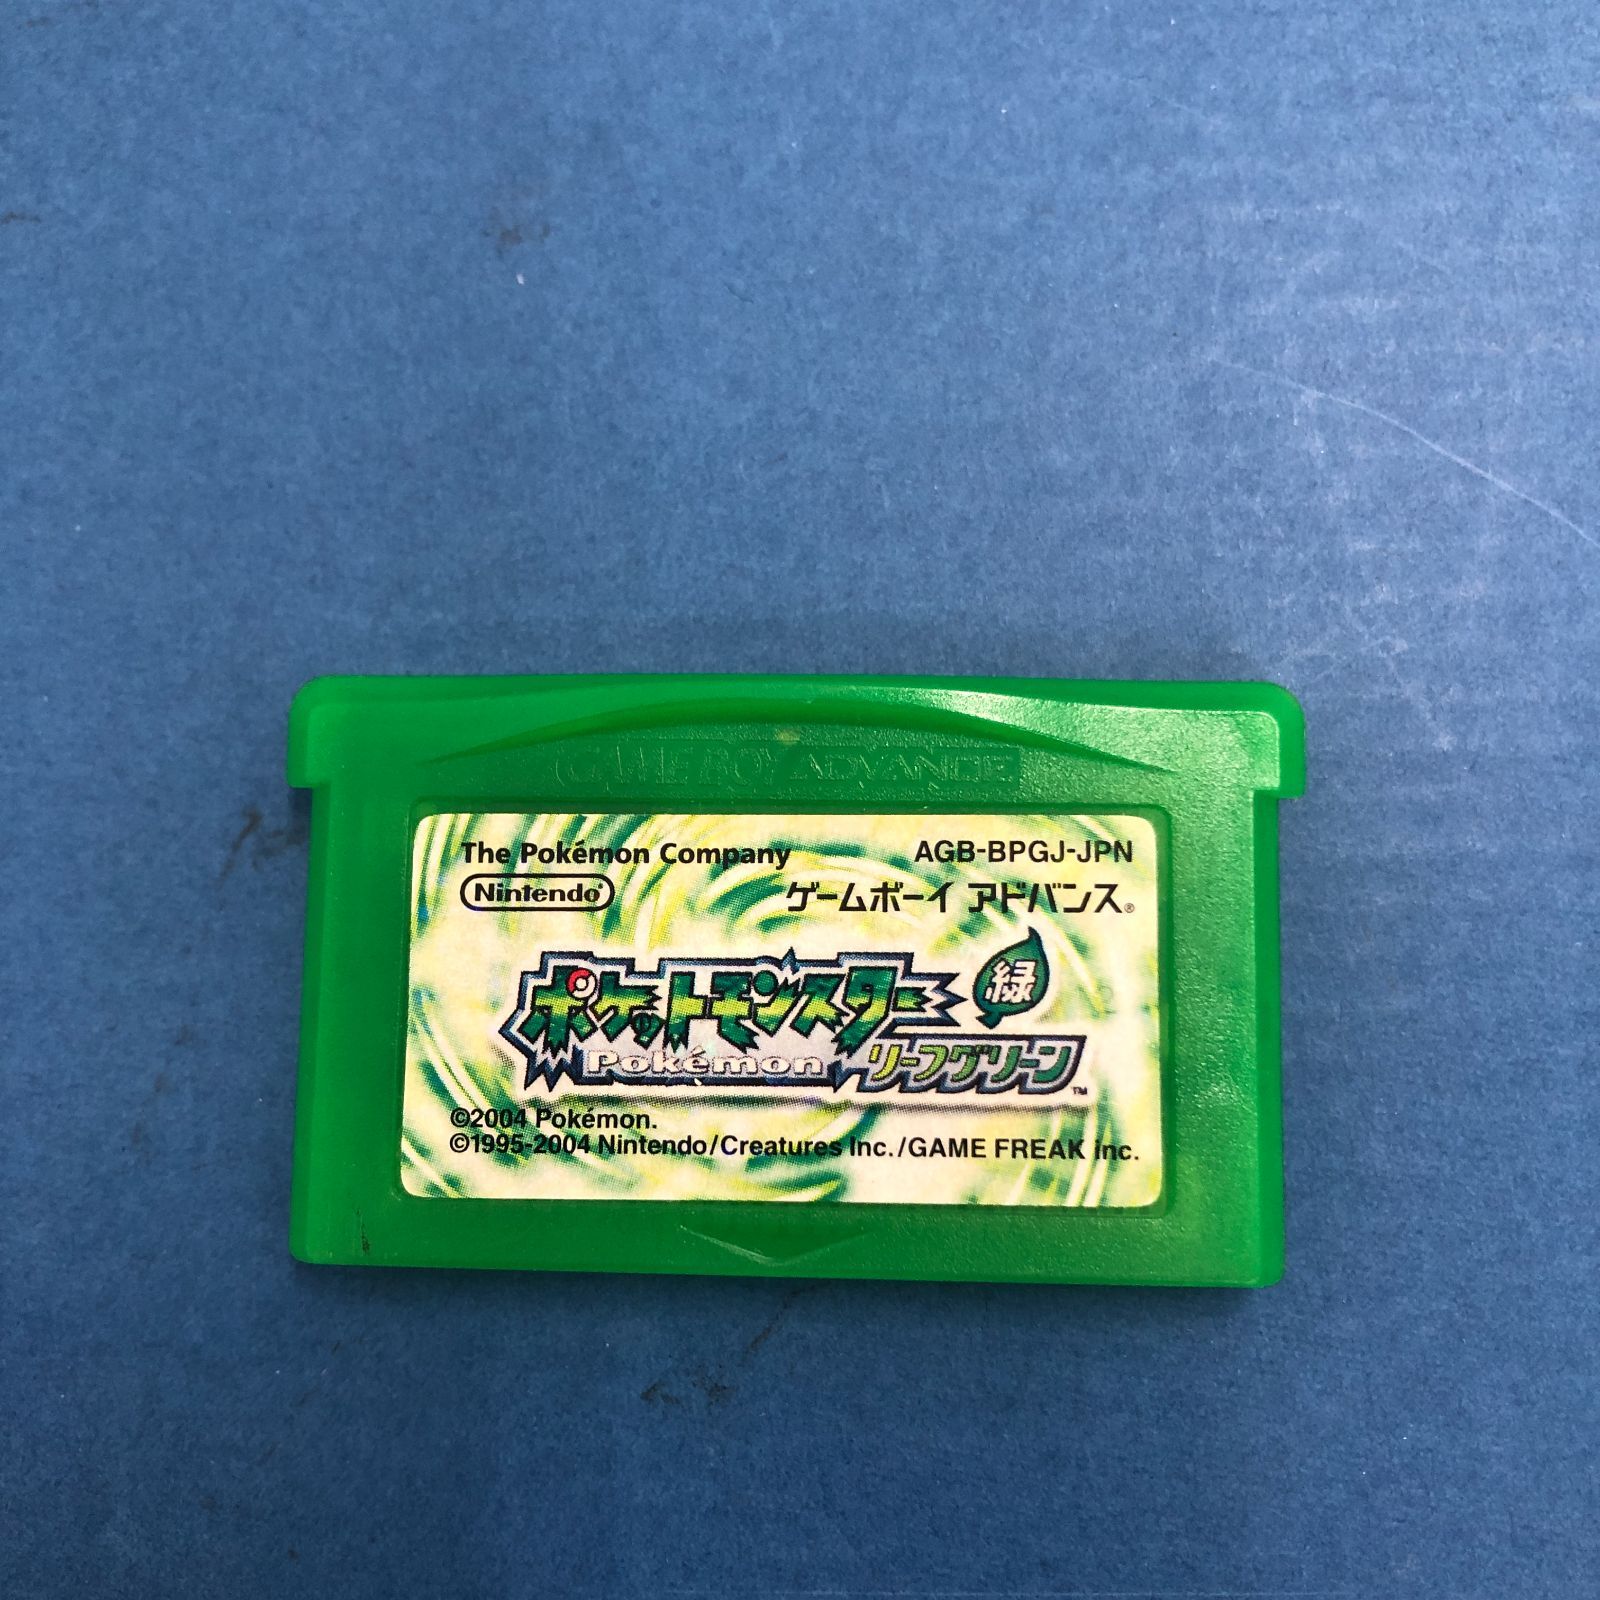 GAME BOY ADVANCE
The Pokémon Company
AGB-BPGJ-JPN
Nintendo®
ゲームボーイ アドバンス®
ポケットモンスター 緑
Pokémon リーフグリーン™
©2004 Pokémon.
©1995-2004 Nintendo/Creatures Inc./GAME FREAK inc.